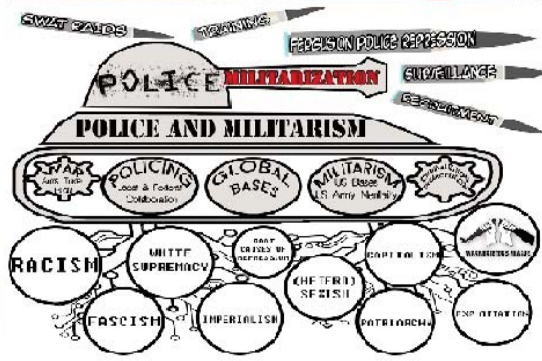 SWAT RAIDS
TRAINING
FERGUSON POLICE REPRESSION
SURVEILLANCE
RECRUITMENT
POLICE
MILITARIZATION
POLICE AND MILITARISM
POLICING
Local & Federal
Collaboration
GLOBAL
BASES
MILITARISM
US Bases
U.S. Army
RACISM
WHITE
SUPREMACY
ROOT
CAUSES OF
REPRESSION
(HETERO)
SEXISM
CAPITALISM
FASCISM
IMPERIALISM
PATRIARCHY
EXPLOITATION